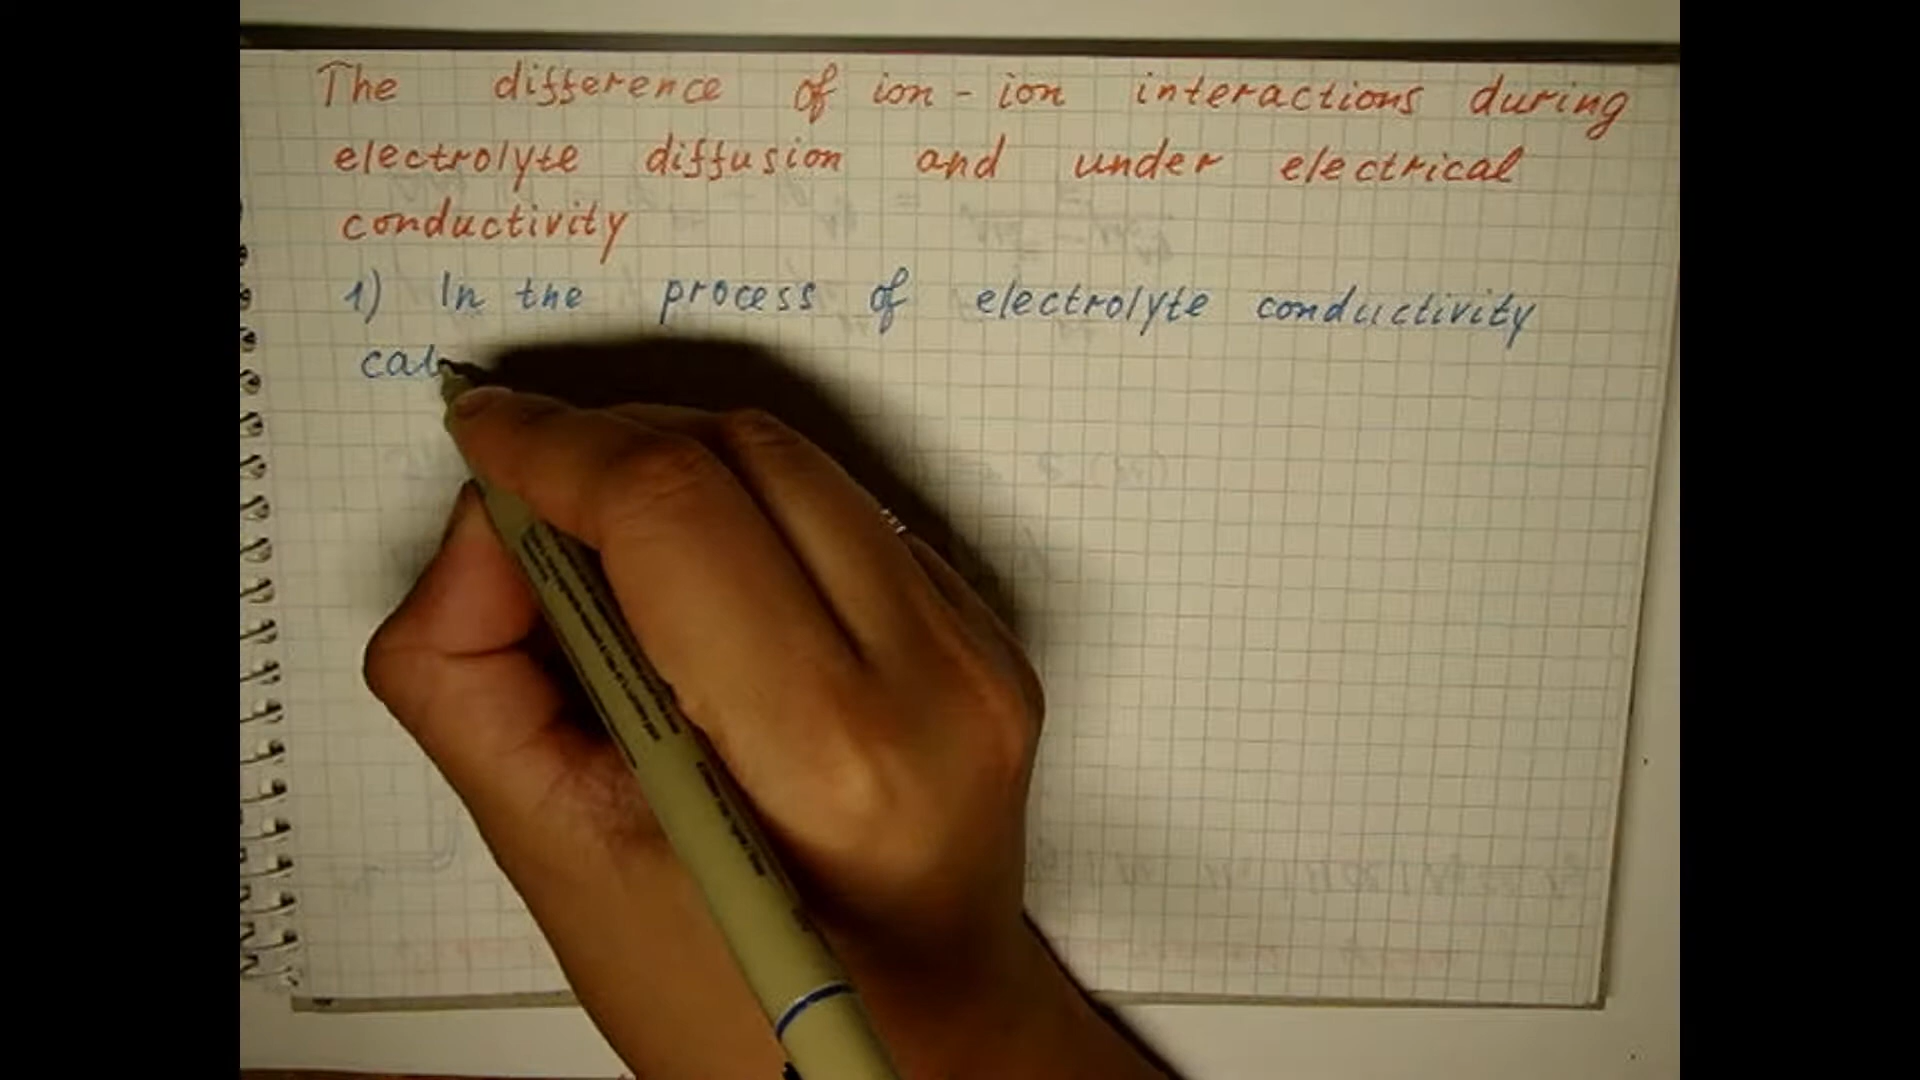 The difference of ion - ion interactions during
electrolyte diffusion and under electrical
conductivity
1) In the process of electrolyte conductivity